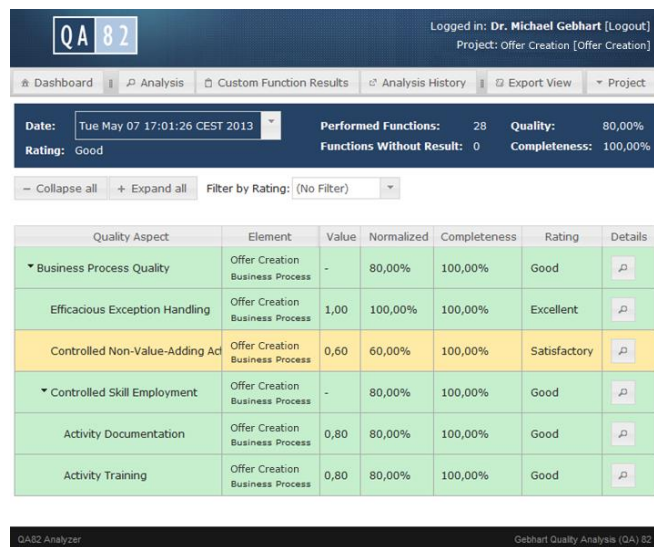 QA 82
Logged in: Dr. Michael Gebhart [Logout]
Project: Offer Creation [Offer Creation]
Dashboard Analysis Custom Function Results Analysis History Export View Project
Date: Tue May 07 17:01:26 CEST 2013 Performed Functions: 28 Quality: 80,00%
Rating: Good Functions Without Result: 0 Completeness: 100,00%
− Collapse all + Expand all Filter by Rating: (No Filter)
Quality Aspect Element Value Normalized Completeness Rating Details
Business Process Quality Offer Creation Business Process - 80,00% 100,00% Good
Efficacious Exception Handling Offer Creation Business Process 1,00 100,00% 100,00% Excellent
Controlled Non-Value-Adding Act Offer Creation Business Process 0,60 60,00% 100,00% Satisfactory
Controlled Skill Employment Offer Creation Business Process - 80,00% 100,00% Good
Activity Documentation Offer Creation Business Process 0,80 80,00% 100,00% Good
Activity Training Offer Creation Business Process 0,80 80,00% 100,00% Good
QA82 Analyzer Gebhart Quality Analysis (QA) 82